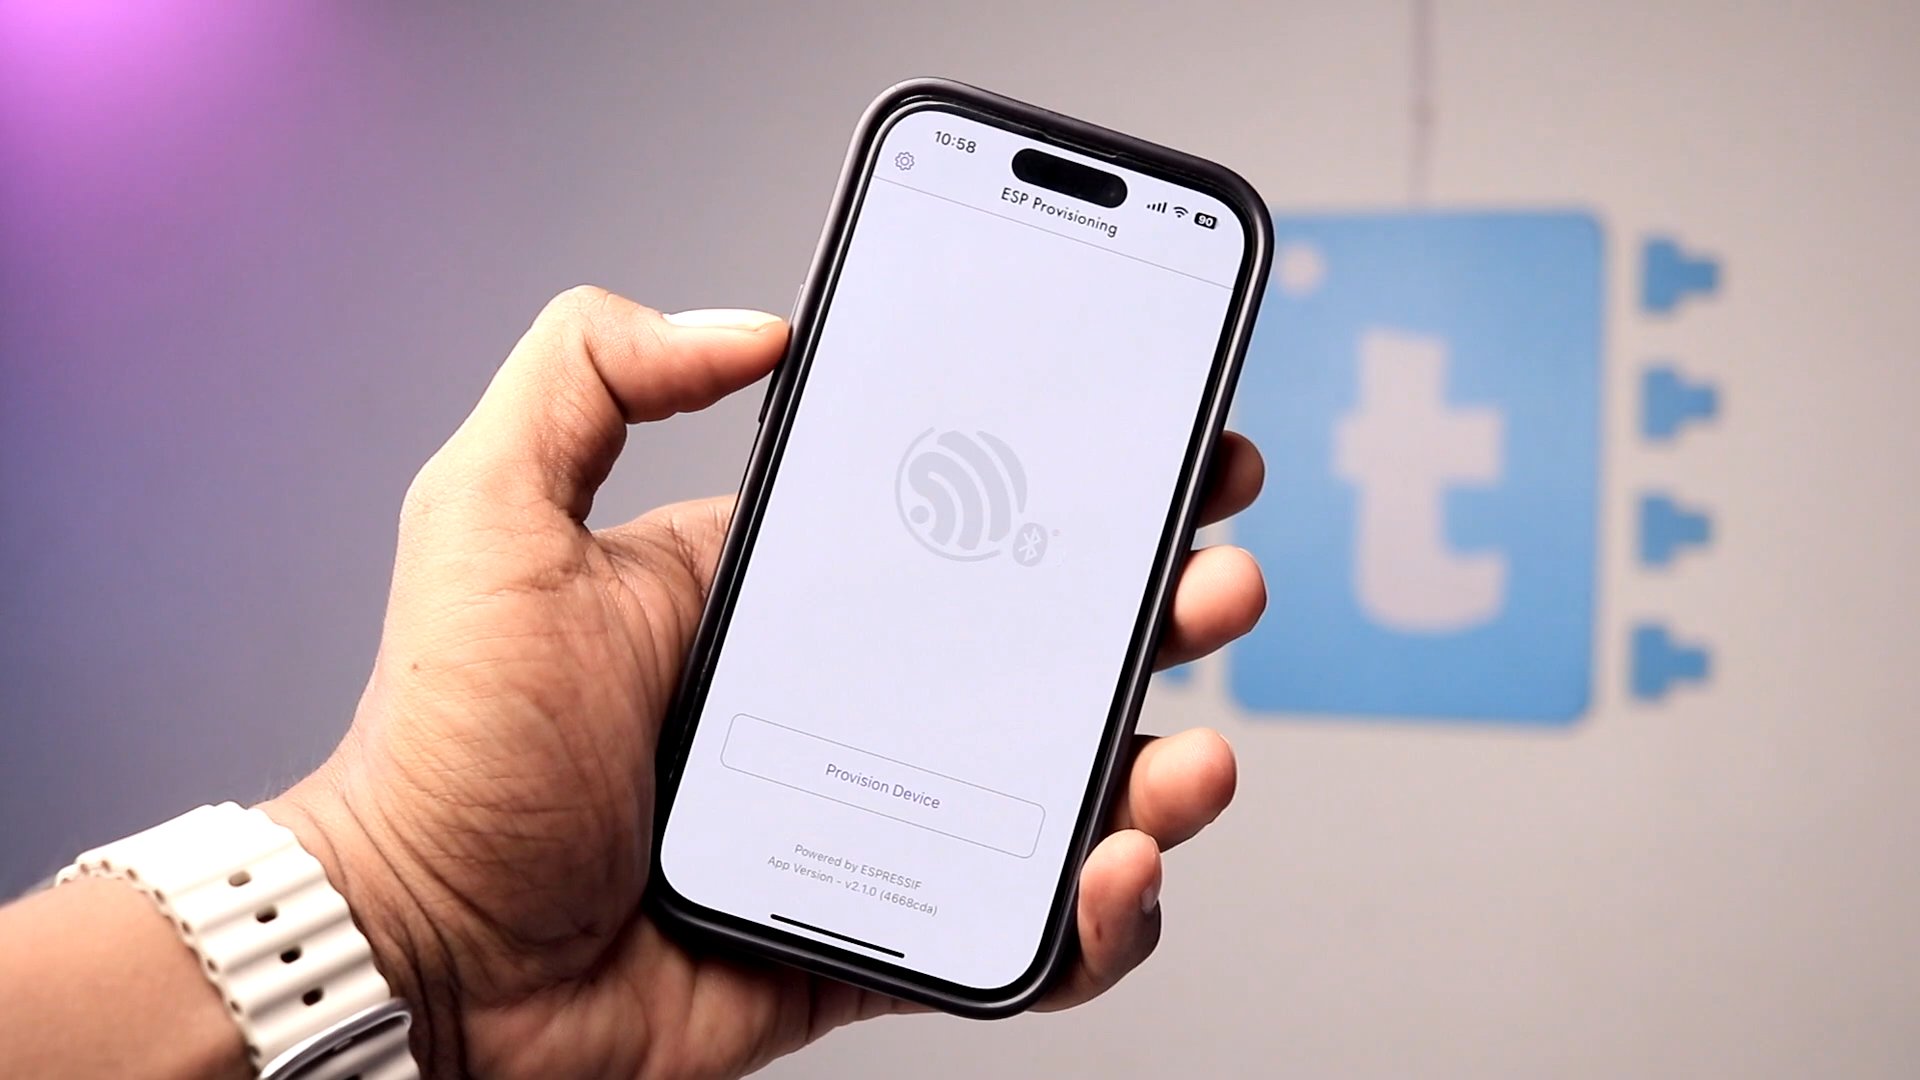 10:58
90
ESP Provisioning
Provision Device
Powered by ESPRESSIF
App Version - v2.1.0 (4668cda)
t